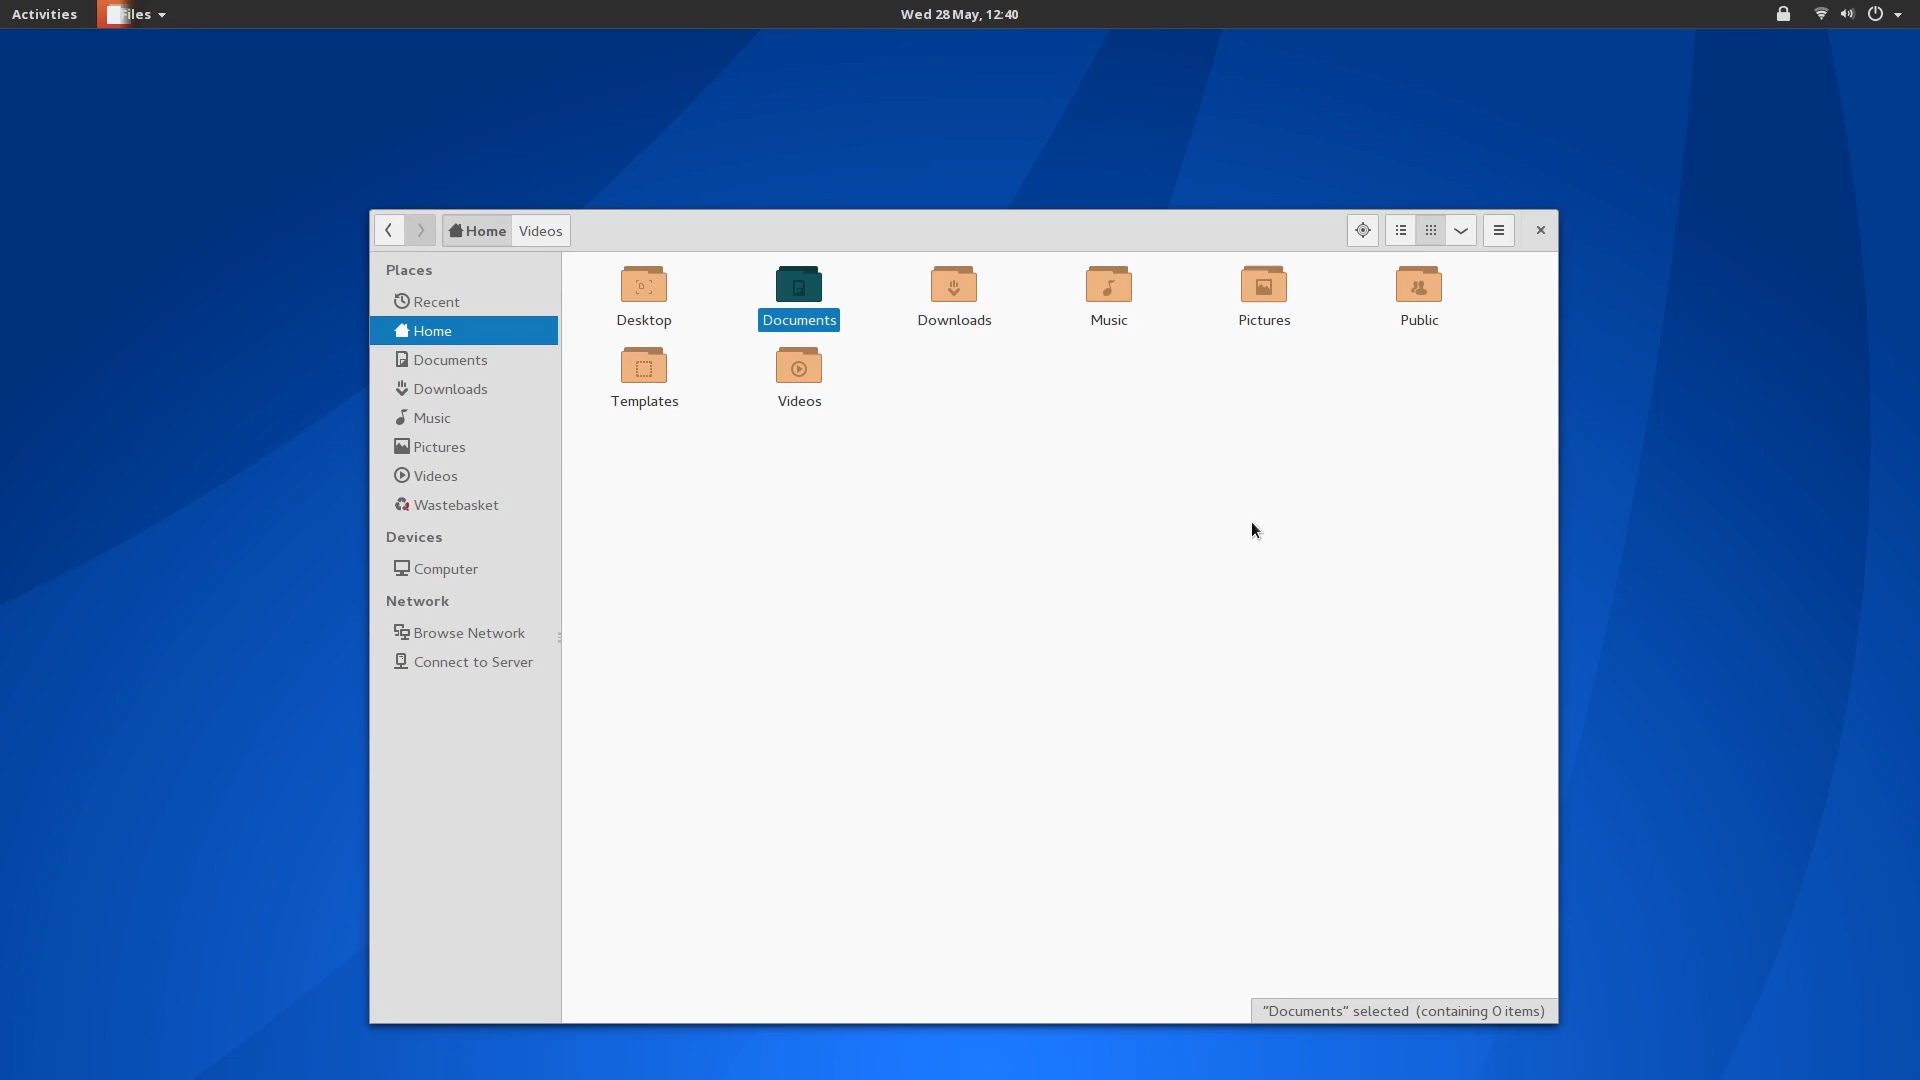 Activities Files Wed 28 May, 12:40
Home Videos
Places
Recent
Home
Documents
Downloads
Music
Pictures
Videos
Wastebasket
Devices
Computer
Network
Browse Network
Connect to Server
Desktop Documents Downloads Music Pictures Public
Templates Videos
"Documents" selected (containing 0 items)